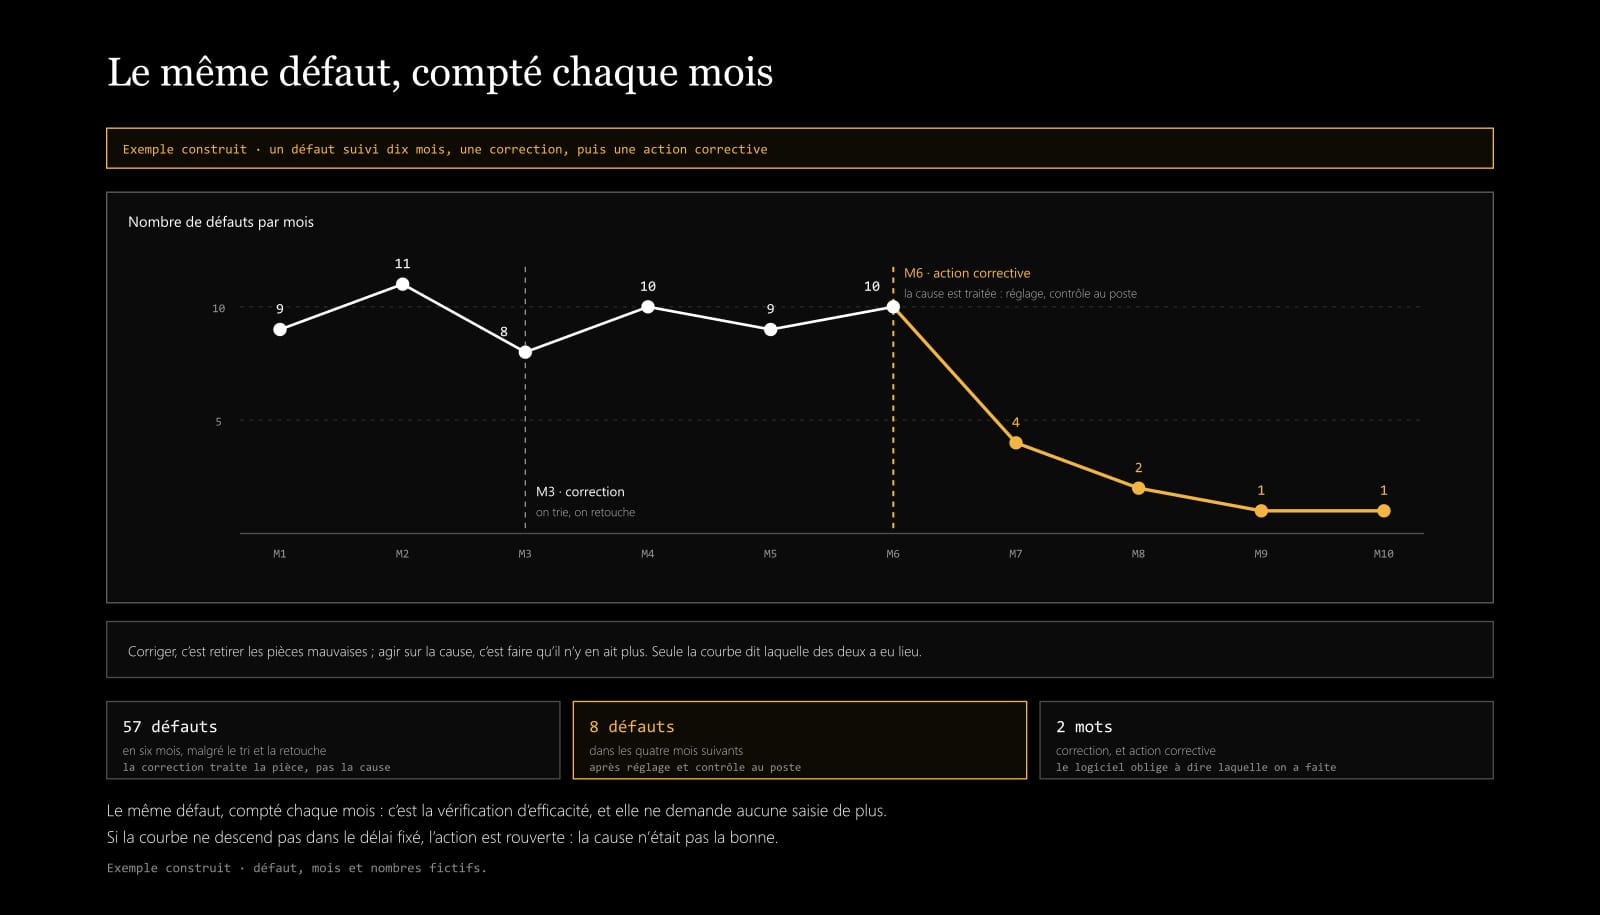 Le même défaut, compté chaque mois
Exemple construit · un défaut suivi dix mois, une correction, puis une action corrective
Nombre de défauts par mois
11
M6 · action corrective
10
10
la cause est traitée : réglage, contrôle au poste
10
9
9
8
5
4
2
M3 · correction
1
1
on trie, on retouche
M1
M2
M3
M4
M5
M6
M7
M8
M9
M10
Corriger, c’est retirer les pièces mauvaises ; agir sur la cause, c’est faire qu’il n’y en ait plus. Seule la courbe dit laquelle des deux a eu lieu.
57 défauts
en six mois, malgré le tri et la retouche
la correction traite la pièce, pas la cause
8 défauts
dans les quatre mois suivants
après réglage et contrôle au poste
2 mots
correction, et action corrective
le logiciel oblige à dire laquelle on a faite
Le même défaut, compté chaque mois : c’est la vérification d’efficacité, et elle ne demande aucune saisie de plus.
Si la courbe ne descend pas dans le délai fixé, l’action est rouverte : la cause n’était pas la bonne.
Exemple construit · défaut, mois et nombres fictifs.